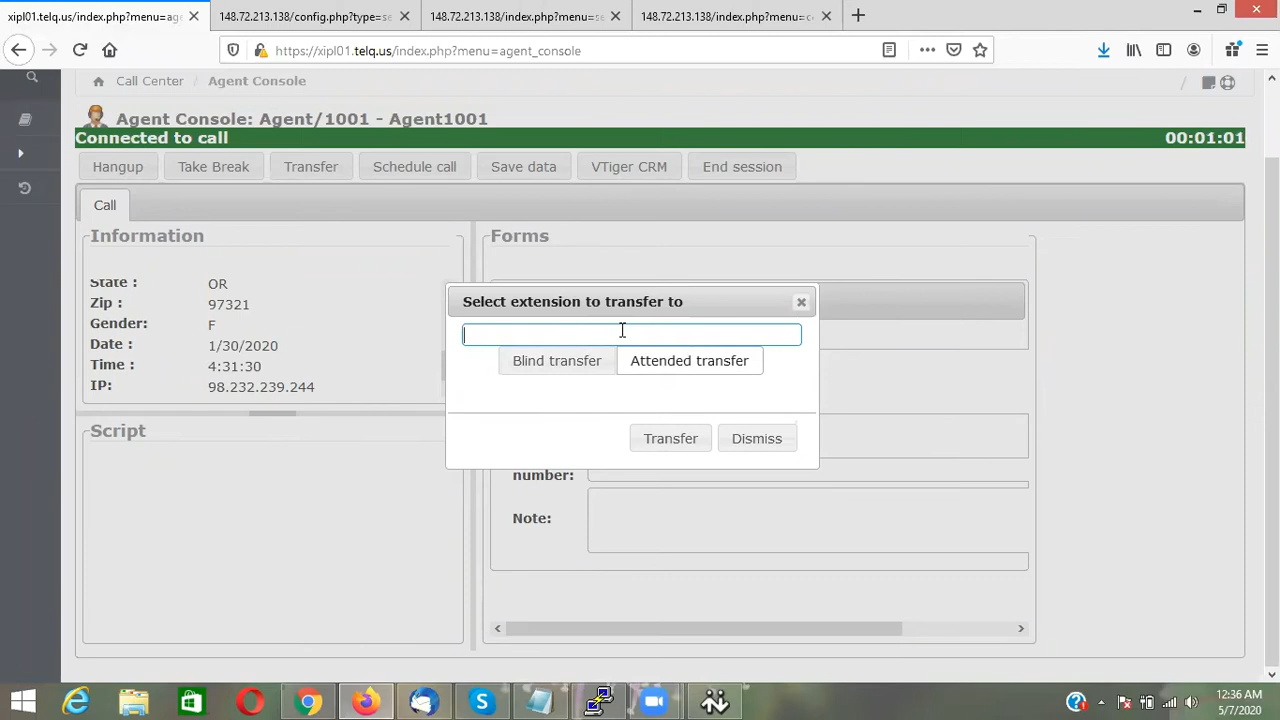 xipl01.telq.us/index.php?menu=ag
148.72.213.138/config.php?type=se
148.72.213.138/index.php?menu=se
148.72.213.138/index.php?menu=c
https://xipl01.telq.us/index.php?menu=agent_console
Call Center / Agent Console /
Agent Console: Agent/1001 - Agent1001
Connected to call 00:01:01
Hangup Take Break Transfer Schedule call Save data VTiger CRM End session
Call
Information
State : OR
Zip : 97321
Gender: F
Date : 1/30/2020
Time : 4:31:30
IP: 98.232.239.244
Script
Forms
Select extension to transfer to
Blind transfer Attended transfer
Transfer Dismiss
number:
Note:
12:36 AM
5/7/2020